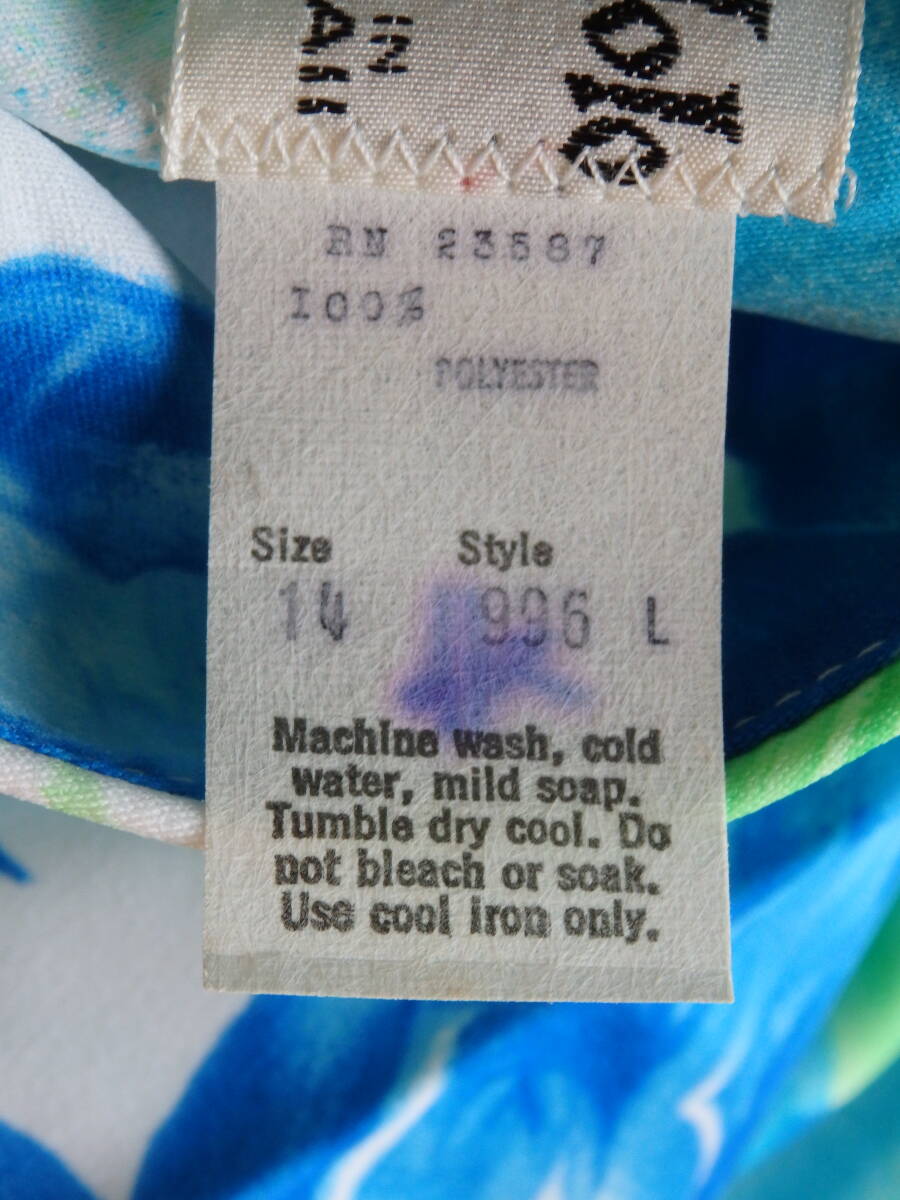 RN 23587
100%
POLYESTER
Size Style
14 996 L
Machine wash, cold
water, mild soap.
Tumble dry cool. Do
not bleach or soak.
Use cool iron only.